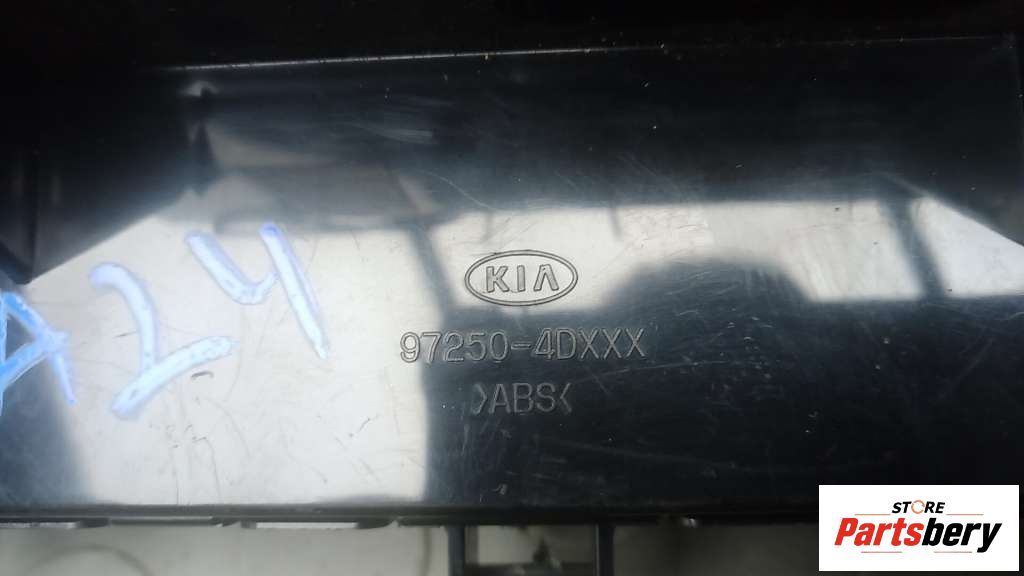 A24
KIA
97250-4DXXX
>ABS<
STORE
Partsbery